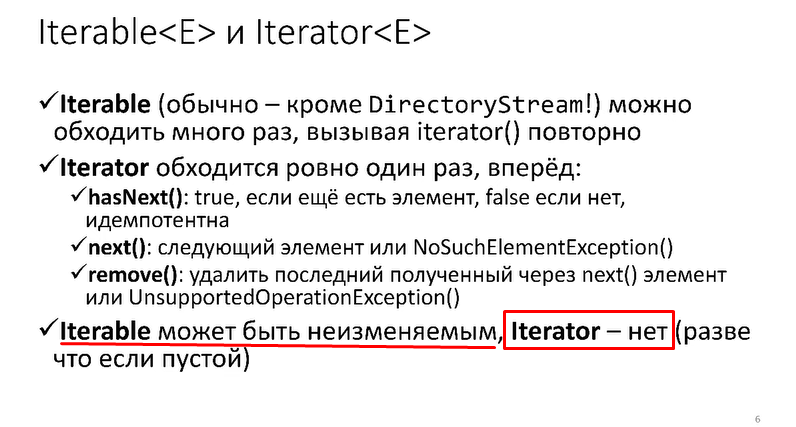 Iterable<E> и Iterator<E>
✓Iterable (обычно – кроме DirectoryStream!) можно
обходить много раз, вызывая iterator() повторно
✓Iterator обходится ровно один раз, вперёд:
✓hasNext(): true, если ещё есть элемент, false если нет,
идемпотентна
✓next(): следующий элемент или NoSuchElementException()
✓remove(): удалить последний полученный через next() элемент
или UnsupportedOperationException()
✓Iterable может быть неизменяемым, Iterator – нет (разве
что если пустой)
6